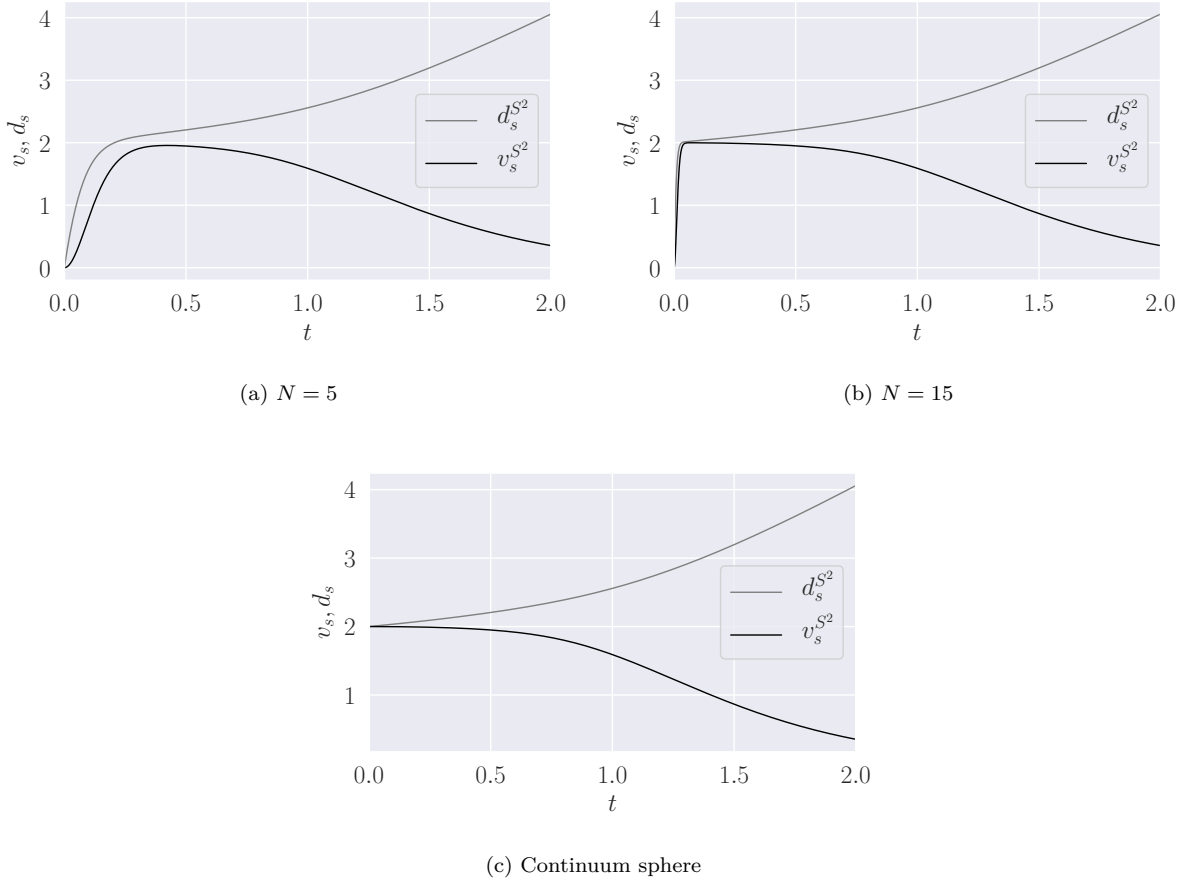 4
3
2
1
0
v_s, d_s
d_s^{S^2}
v_s^{S^2}
0.0 0.5 1.0 1.5 2.0
t
(a) N = 5
4
3
2
1
0
v_s, d_s
d_s^{S^2}
v_s^{S^2}
0.0 0.5 1.0 1.5 2.0
t
(b) N = 15
4
3
2
1
v_s, d_s
d_s^{S^2}
v_s^{S^2}
0.0 0.5 1.0 1.5 2.0
t
(c) Continuum sphere